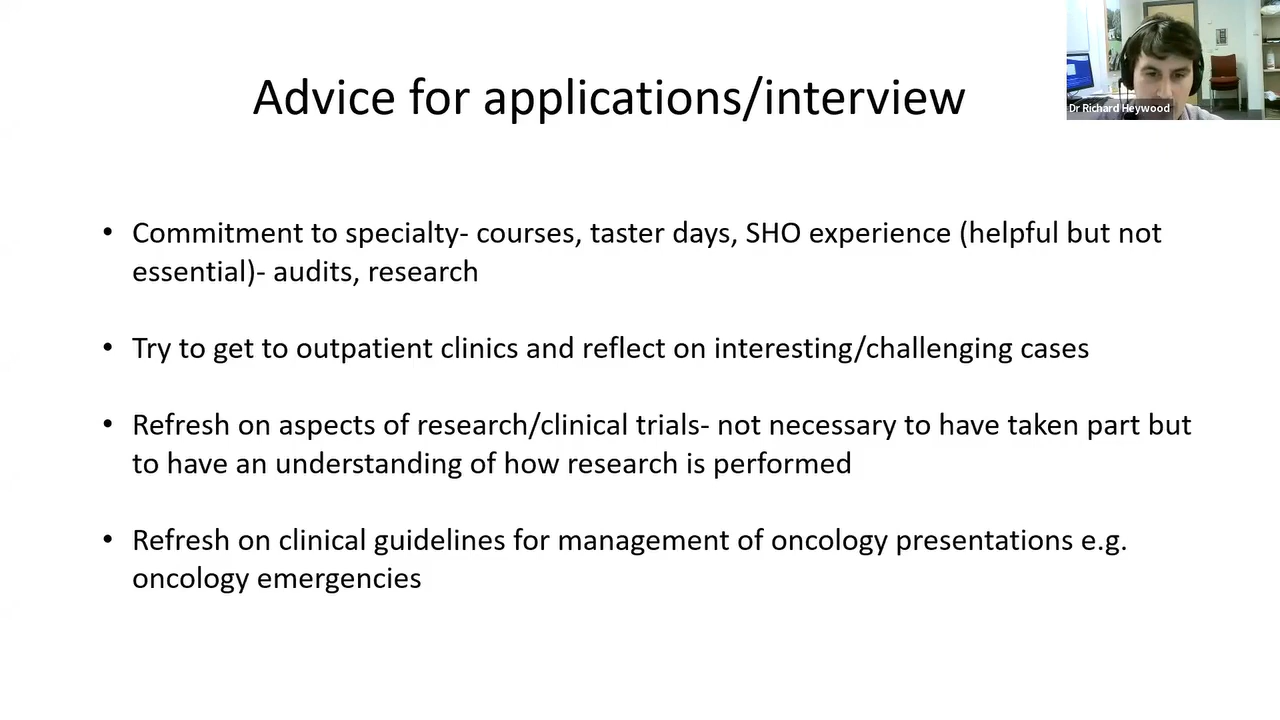 Advice for applications/interview
Dr Richard Heywood
• Commitment to specialty- courses, taster days, SHO experience (helpful but not
essential)- audits, research
• Try to get to outpatient clinics and reflect on interesting/challenging cases
• Refresh on aspects of research/clinical trials- not necessary to have taken part but
to have an understanding of how research is performed
• Refresh on clinical guidelines for management of oncology presentations e.g.
oncology emergencies